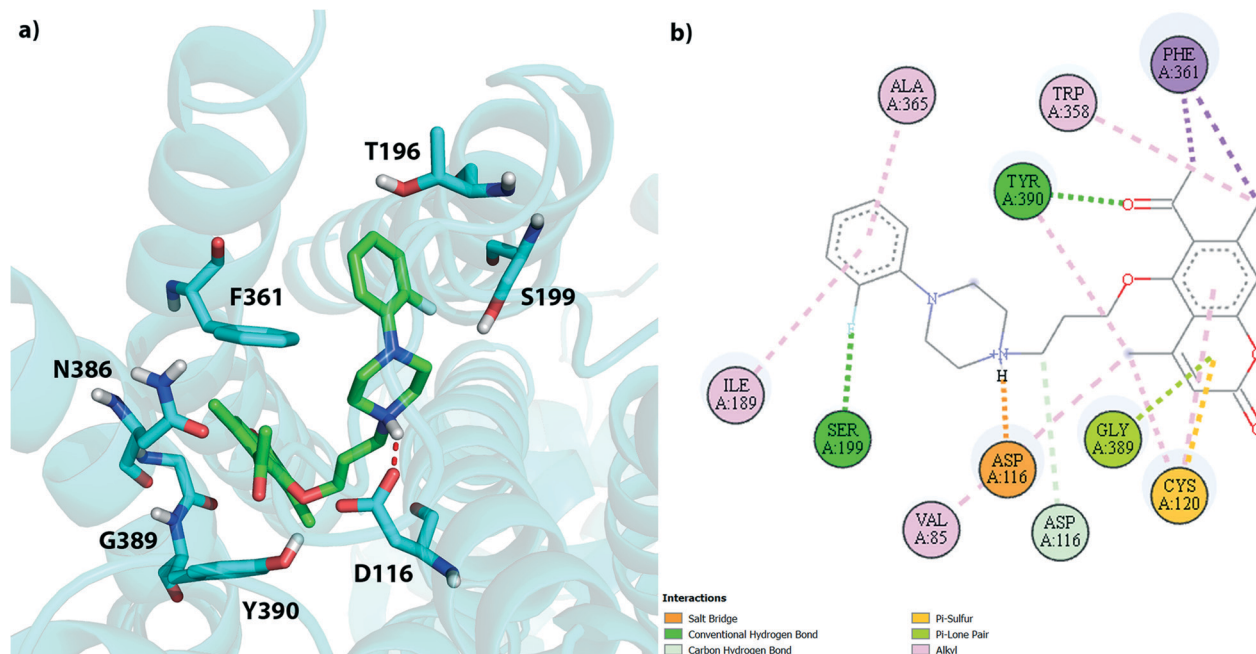 a)
T196
S199
F361
N386
G389
Y390
D116
b)
PHE
A:361
ALA
A:365
TRP
A:358
TYR
A:390
O
O
N
F
N+
H
O
O
ILE
A:189
SER
A:199
ASP
A:116
GLY
A:389
CYS
A:120
VAL
A:85
ASP
A:116
Interactions
Salt Bridge
Conventional Hydrogen Bond
Carbon Hydrogen Bond
Pi-Sulfur
Pi-Lone Pair
Alkyl